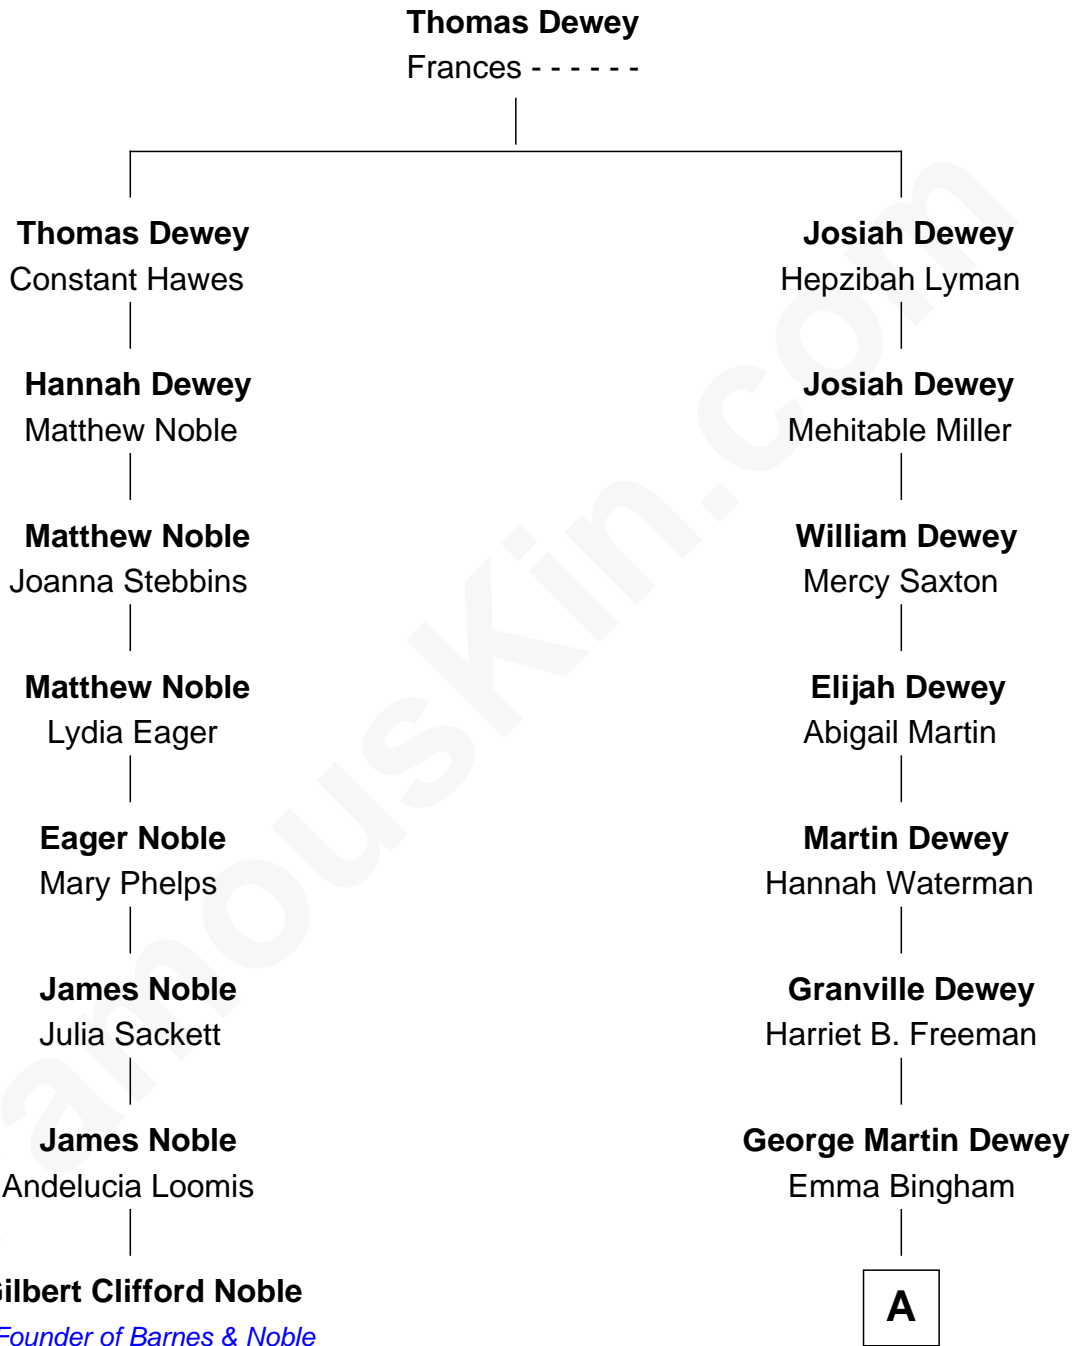 Thomas Dewey
Frances - - - - - -
Thomas Dewey
Constant Hawes
Josiah Dewey
Hepzibah Lyman
Hannah Dewey
Matthew Noble
Josiah Dewey
Mehitable Miller
Matthew Noble
Joanna Stebbins
William Dewey
Mercy Saxton
Matthew Noble
Lydia Eager
Elijah Dewey
Abigail Martin
Eager Noble
Mary Phelps
Martin Dewey
Hannah Waterman
James Noble
Julia Sackett
Granville Dewey
Harriet B. Freeman
James Noble
Andelucia Loomis
George Martin Dewey
Emma Bingham
Gilbert Clifford Noble
Founder of Barnes & Noble
A
amouskin.com